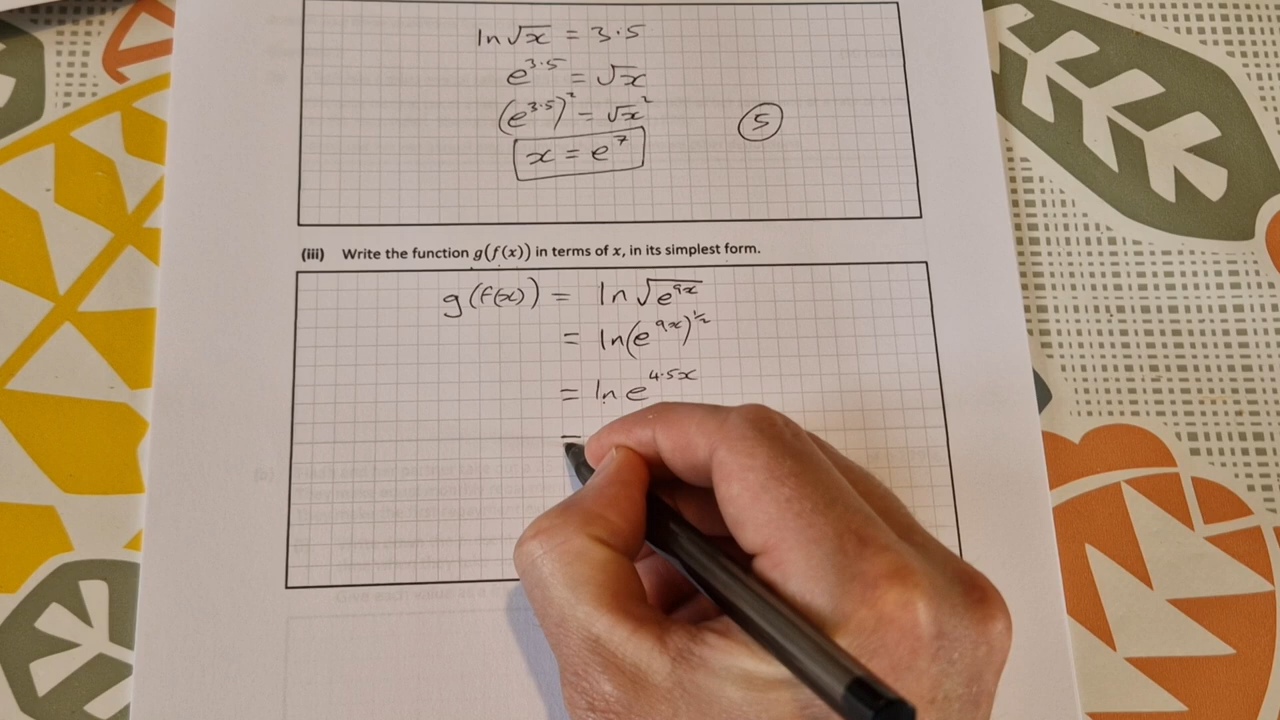 ln√x = 3·5
e^3·5 = √x
(e^3·5)^2 = √x^2
x = e^7
5
(iii) Write the function g(f(x)) in terms of x, in its simplest form.
g(f(x)) = ln√e^9x
= ln(e^9x)^½
= ln e^4·5x
=